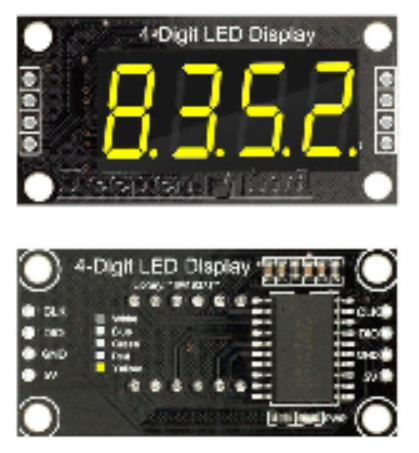 4-Digit LED Display
8.3.5.2.
4-Digit LED Display
White
Blue
Green
Red
Yellow
CLK
DIO
GND
5V
CLK
DIO
GND
5V